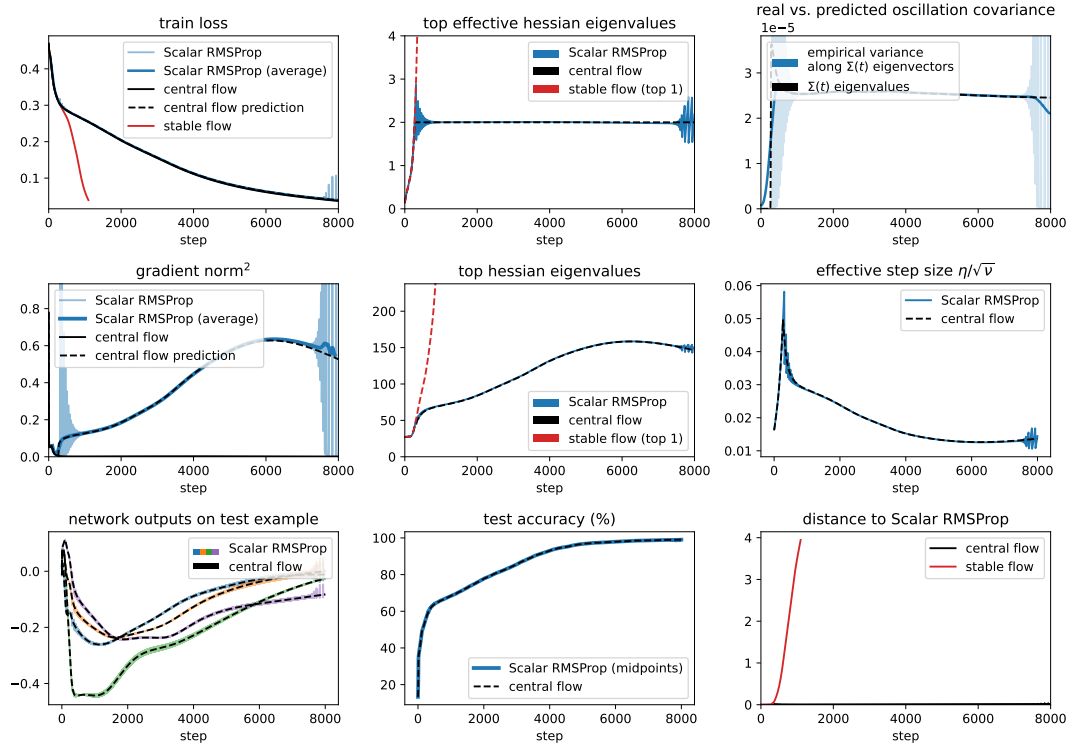 train loss
Scalar RMSProp
Scalar RMSProp (average)
central flow
central flow prediction
stable flow
0.4
0.3
0.2
0.1
0 2000 4000 6000 8000
step
top effective hessian eigenvalues
Scalar RMSProp
central flow
stable flow (top 1)
4
3
2
1
0
0 2000 4000 6000 8000
step
real vs. predicted oscillation covariance
1e−5
empirical variance
along Σ(t) eigenvectors
Σ(t) eigenvalues
3
2
1
0
0 2000 4000 6000 8000
step
gradient norm²
Scalar RMSProp
Scalar RMSProp (average)
central flow
central flow prediction
0.8
0.6
0.4
0.2
0.0
0 2000 4000 6000 8000
step
top hessian eigenvalues
Scalar RMSProp
central flow
stable flow (top 1)
200
150
100
50
0
0 2000 4000 6000 8000
step
effective step size η/√ν
Scalar RMSProp
central flow
0.06
0.05
0.04
0.03
0.02
0.01
0 2000 4000 6000 8000
step
network outputs on test example
Scalar RMSProp
central flow
0.0
−0.2
−0.4
0 2000 4000 6000 8000
step
test accuracy (%)
Scalar RMSProp (midpoints)
central flow
100
80
60
40
20
0 2000 4000 6000 8000
step
distance to Scalar RMSProp
central flow
stable flow
4
3
2
1
0
0 2000 4000 6000 8000
step